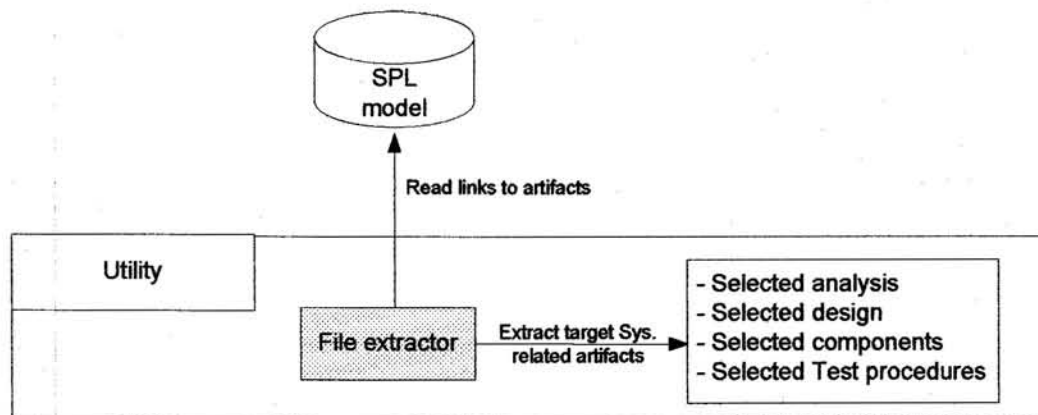 SPL
model
Read links to artifacts
Utility
File extractor
Extract target Sys.
related artifacts
- Selected analysis
- Selected design
- Selected components
- Selected Test procedures